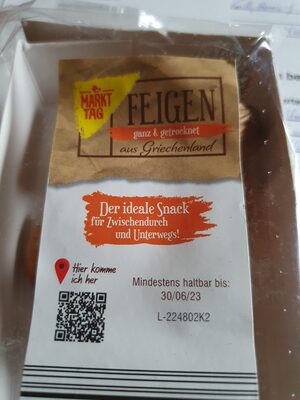 MARKT
TAG
FEIGEN
ganz & getrocknet
aus Griechenland
Der ideale Snack
für Zwischendurch
und Unterwegs!
Hier komme
ich her
Mindestens haltbar bis:
30/06/23
L-224802K2